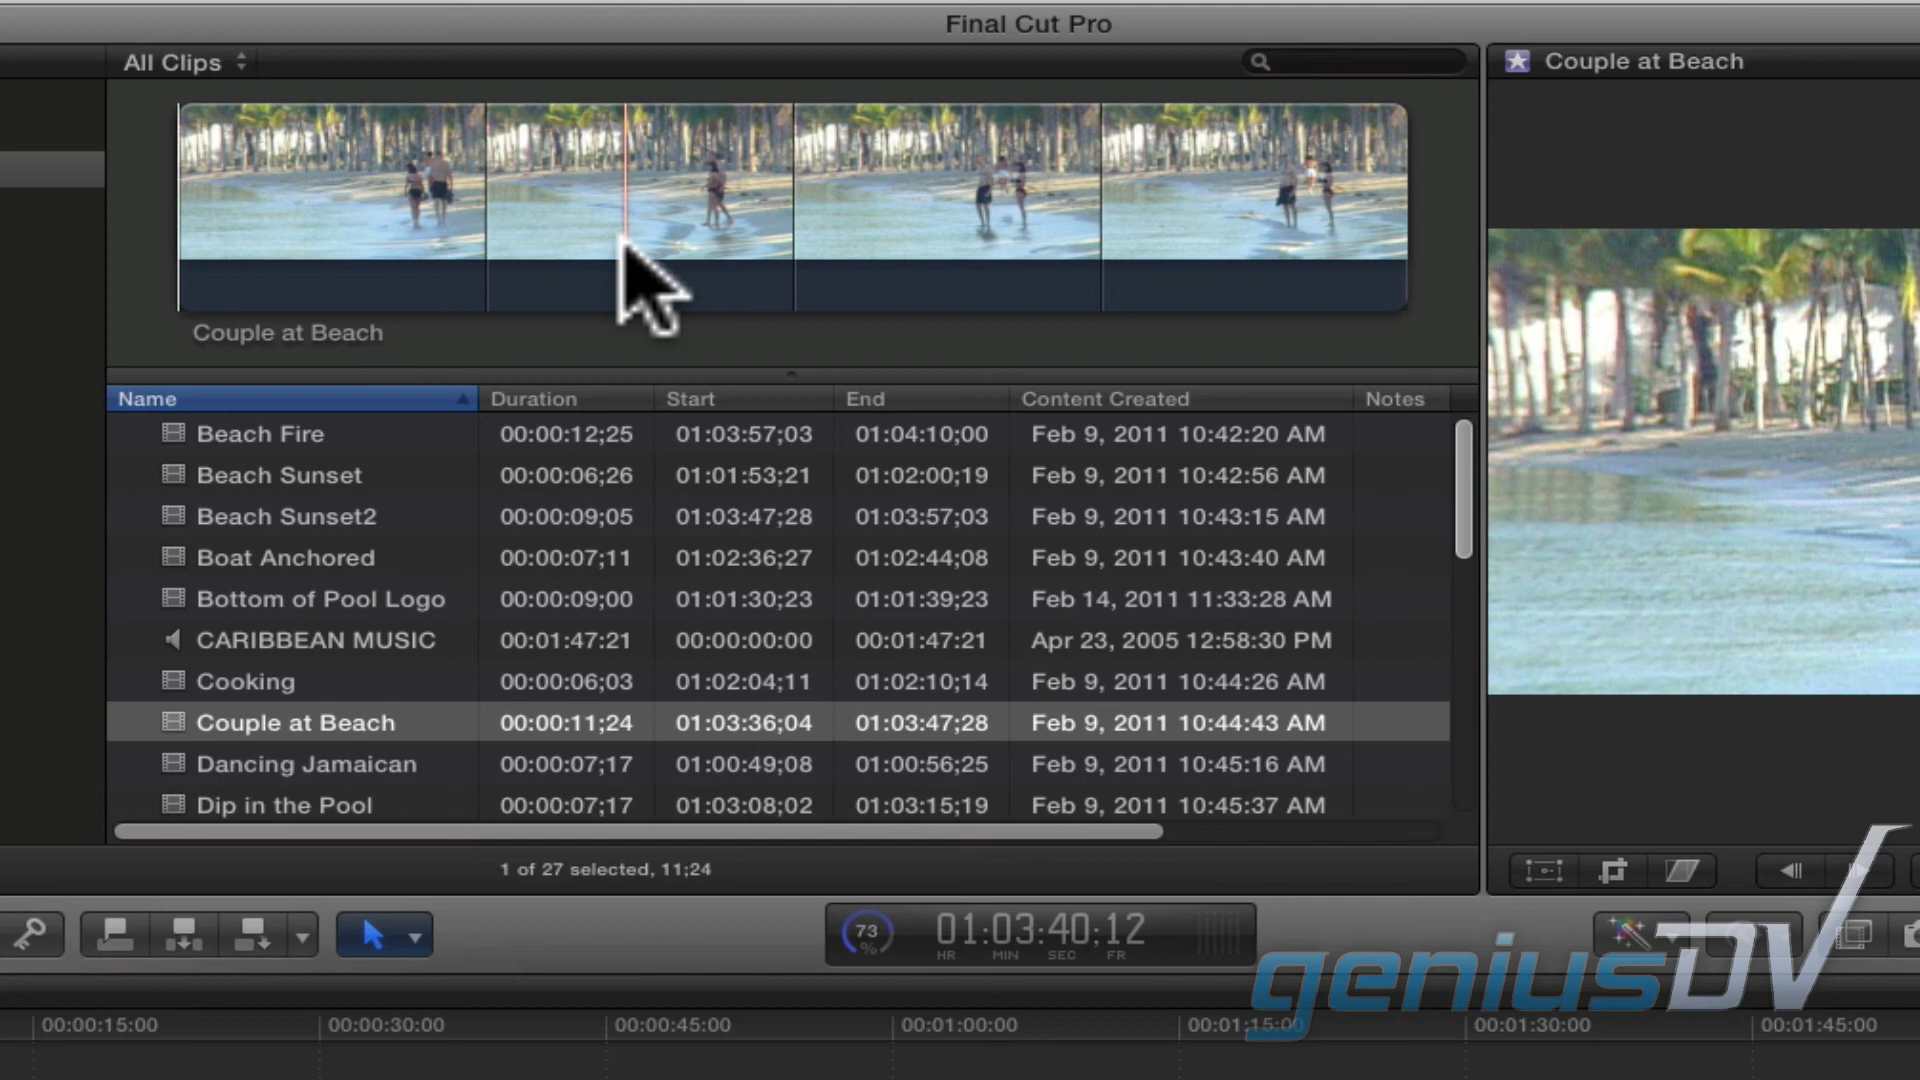 Final Cut Pro
All Clips
Couple at Beach
Couple at Beach
Name Duration Start End Content Created Notes
Beach Fire 00:00:12;25 01:03:57;03 01:04:10;00 Feb 9, 2011 10:42:20 AM
Beach Sunset 00:00:06;26 01:01:53;21 01:02:00;19 Feb 9, 2011 10:42:56 AM
Beach Sunset2 00:00:09;05 01:03:47;28 01:03:57;03 Feb 9, 2011 10:43:15 AM
Boat Anchored 00:00:07;11 01:02:36;27 01:02:44;08 Feb 9, 2011 10:43:40 AM
Bottom of Pool Logo 00:00:09;00 01:01:30;23 01:01:39;23 Feb 14, 2011 11:33:28 AM
CARIBBEAN MUSIC 00:01:47:21 00:00:00:00 00:01:47:21 Apr 23, 2005 12:58:30 PM
Cooking 00:00:06;03 01:02:04;11 01:02:10;14 Feb 9, 2011 10:44:26 AM
Couple at Beach 00:00:11;24 01:03:36;04 01:03:47;28 Feb 9, 2011 10:44:43 AM
Dancing Jamaican 00:00:07;17 01:00:49;08 01:00:56;25 Feb 9, 2011 10:45:16 AM
Dip in the Pool 00:00:07;17 01:03:08;02 01:03:15;19 Feb 9, 2011 10:45:37 AM
1 of 27 selected, 11;24
73 % 01:03:40;12
HR MIN SEC FR
geniusDV
00:00:15:00 00:00:30:00 00:00:45:00 00:01:00:00 00:01:15:00 00:01:30:00 00:01:45:00